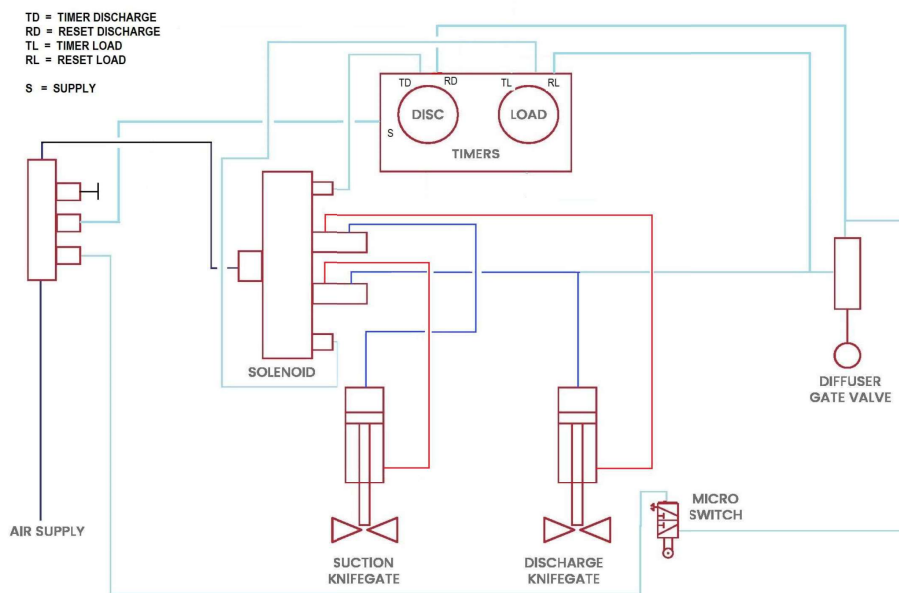 TD = TIMER DISCHARGE
RD = RESET DISCHARGE
TL = TIMER LOAD
RL = RESET LOAD
S = SUPPLY
TD
RD
TL
RL
DISC
LOAD
S
TIMERS
SOLENOID
DIFFUSER
GATE VALVE
MICRO
SWITCH
AIR SUPPLY
SUCTION
KNIFEGATE
DISCHARGE
KNIFEGATE